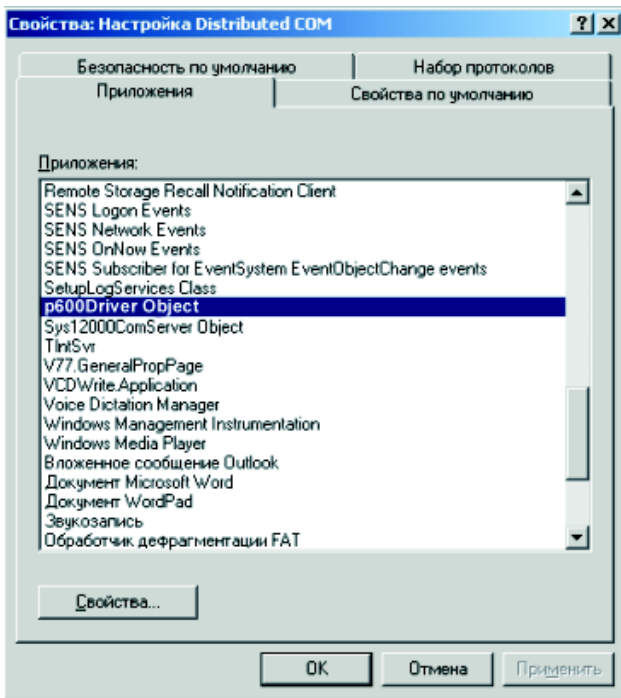 Свойства: Настройка Distributed COM
Безопасность по умолчанию
Набор протоколов
Приложения
Свойства по умолчанию
Приложения:
Remote Storage Recall Notification Client
SENS Logon Events
SENS Network Events
SENS OnNow Events
SENS Subscriber for EventSystem EventObjectChange events
SetupLogServices Class
p600Driver Object
Sys12000ComServer Object
TIntSvr
V77.GeneralPropPage
VCDWrite.Application
Voice Dictation Manager
Windows Management Instrumentation
Windows Media Player
Вложенное сообщение Outlook
Документ Microsoft Word
Документ WordPad
Звукозапись
Обработчик дефрагментации FAT
Свойства...
OK
Отмена
Применить